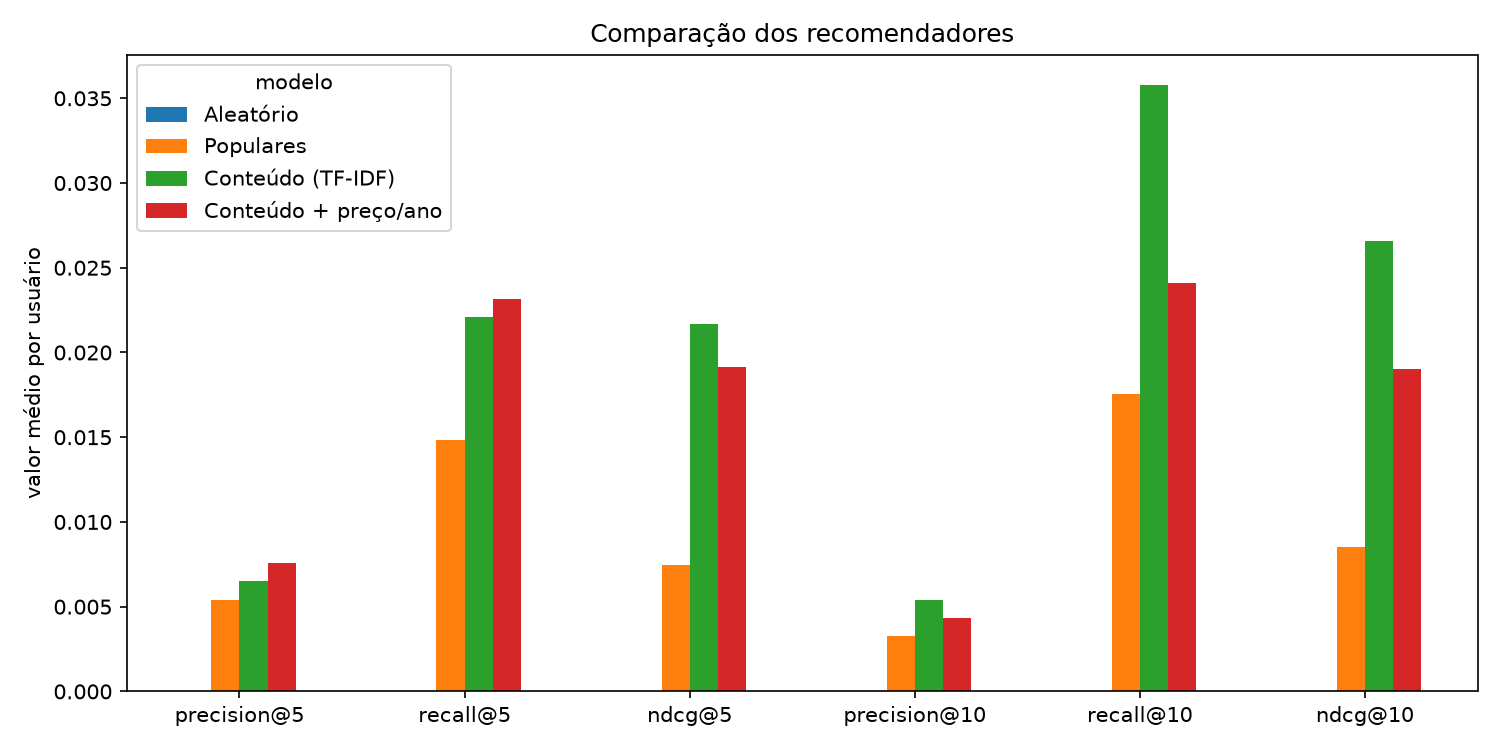 Comparação dos recomendadores
modelo
Aleatório
Populares
Conteúdo (TF-IDF)
Conteúdo + preço/ano
valor médio por usuário
0.035
0.030
0.025
0.020
0.015
0.010
0.005
0.000
precision@5
recall@5
ndcg@5
precision@10
recall@10
ndcg@10